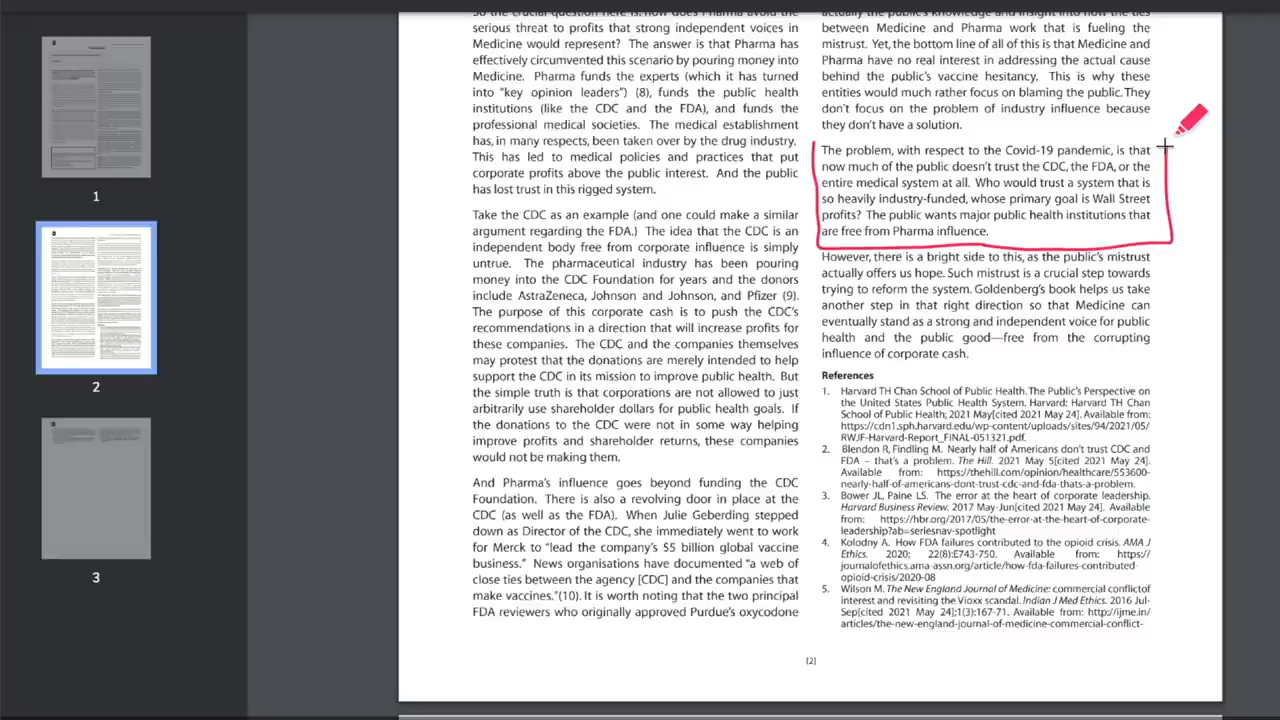 So the crucial question here is: how does Pharma avoid the
serious threat to profits that strong independent voices in
Medicine would represent? The answer is that Pharma has
effectively circumvented this scenario by pouring money into
Medicine. Pharma funds the experts (which it has turned
into “key opinion leaders”) (8), funds the public health
institutions (like the CDC and the FDA), and funds the
professional medical societies. The medical establishment
has, in many respects, been taken over by the drug industry.
This has led to medical policies and practices that put
corporate profits above the public interest. And the public
has lost trust in this rigged system.
Take the CDC as an example (and one could make a similar
argument regarding the FDA.) The idea that the CDC is an
independent body free from corporate influence is simply
untrue. The pharmaceutical industry has been pouring
money into the CDC Foundation for years and the donors
include AstraZeneca, Johnson and Johnson, and Pfizer (9).
The purpose of this corporate cash is to push the CDC’s
recommendations in a direction that will increase profits for
these companies. The CDC and the companies themselves
may protest that the donations are merely intended to help
support the CDC in its mission to improve public health. But
the simple truth is that corporations are not allowed to just
arbitrarily use shareholder dollars for public health goals. If
the donations to the CDC were not in some way helping
improve profits and shareholder returns, these companies
would not be making them.
And Pharma’s influence goes beyond funding the CDC
Foundation. There is also a revolving door in place at the
CDC (as well as the FDA). When Julie Geberding stepped
down as Director of the CDC, she immediately went to work
for Merck to “lead the company’s $5 billion global vaccine
business.” News organisations have documented “a web of
close ties between the agency [CDC] and the companies that
make vaccines.”(10). It is worth noting that the two principal
FDA reviewers who originally approved Purdue’s oxycodone
actually the public’s knowledge and insight into how the ties
between Medicine and Pharma work that is fueling the
mistrust. Yet, the bottom line of all of this is that Medicine and
Pharma have no real interest in addressing the actual cause
behind the public’s vaccine hesitancy. This is why these
entities would much rather focus on blaming the public. They
don’t focus on the problem of industry influence because
they don’t have a solution.
The problem, with respect to the Covid-19 pandemic, is that
now much of the public doesn’t trust the CDC, the FDA, or the
entire medical system at all. Who would trust a system that is
so heavily industry-funded, whose primary goal is Wall Street
profits? The public wants major public health institutions that
are free from Pharma influence.
However, there is a bright side to this, as the public’s mistrust
actually offers us hope. Such mistrust is a crucial step towards
trying to reform the system. Goldenberg’s book helps us take
another step in that right direction so that Medicine can
eventually stand as a strong and independent voice for public
health and the public good—free from the corrupting
influence of corporate cash.
References
1. Harvard TH Chan School of Public Health. The Public’s Perspective on
the United States Public Health System. Harvard: Harvard TH Chan
School of Public Health; 2021 May[cited 2021 May 24]. Available from:
https://cdn1.sph.harvard.edu/wp-content/uploads/sites/94/2021/05/
RWJF-Harvard-Report_FINAL-051321.pdf.
2. Blendon R, Findling M. Nearly half of Americans don’t trust CDC and
FDA – that’s a problem. The Hill. 2021 May 5[cited 2021 May 24].
Available from: https://thehill.com/opinion/healthcare/553600-
nearly-half-of-americans-dont-trust-cdc-and-fda-thats-a-problem.
3. Bower JL, Paine LS. The error at the heart of corporate leadership.
Harvard Business Review. 2017 May-Jun[cited 2021 May 24]. Available
from: https://hbr.org/2017/05/the-error-at-the-heart-of-corporate-
leadership?ab=seriesnav-spotlight
4. Kolodny A. How FDA failures contributed to the opioid crisis. AMA J
Ethics. 2020; 22(8):E743-750. Available from: https://
journalofethics.ama-assn.org/article/how-fda-failures-contributed-
opioid-crisis/2020-08
5. Wilson M. The New England Journal of Medicine: commercial conflictof
interest and revisiting the Vioxx scandal. Indian J Med Ethics. 2016 Jul-
Sep[cited 2021 May 24];1(3):167-71. Available from: http://ijme.in/
articles/the-new-england-journal-of-medicine-commercial-conflict-
[2]
1
2
3